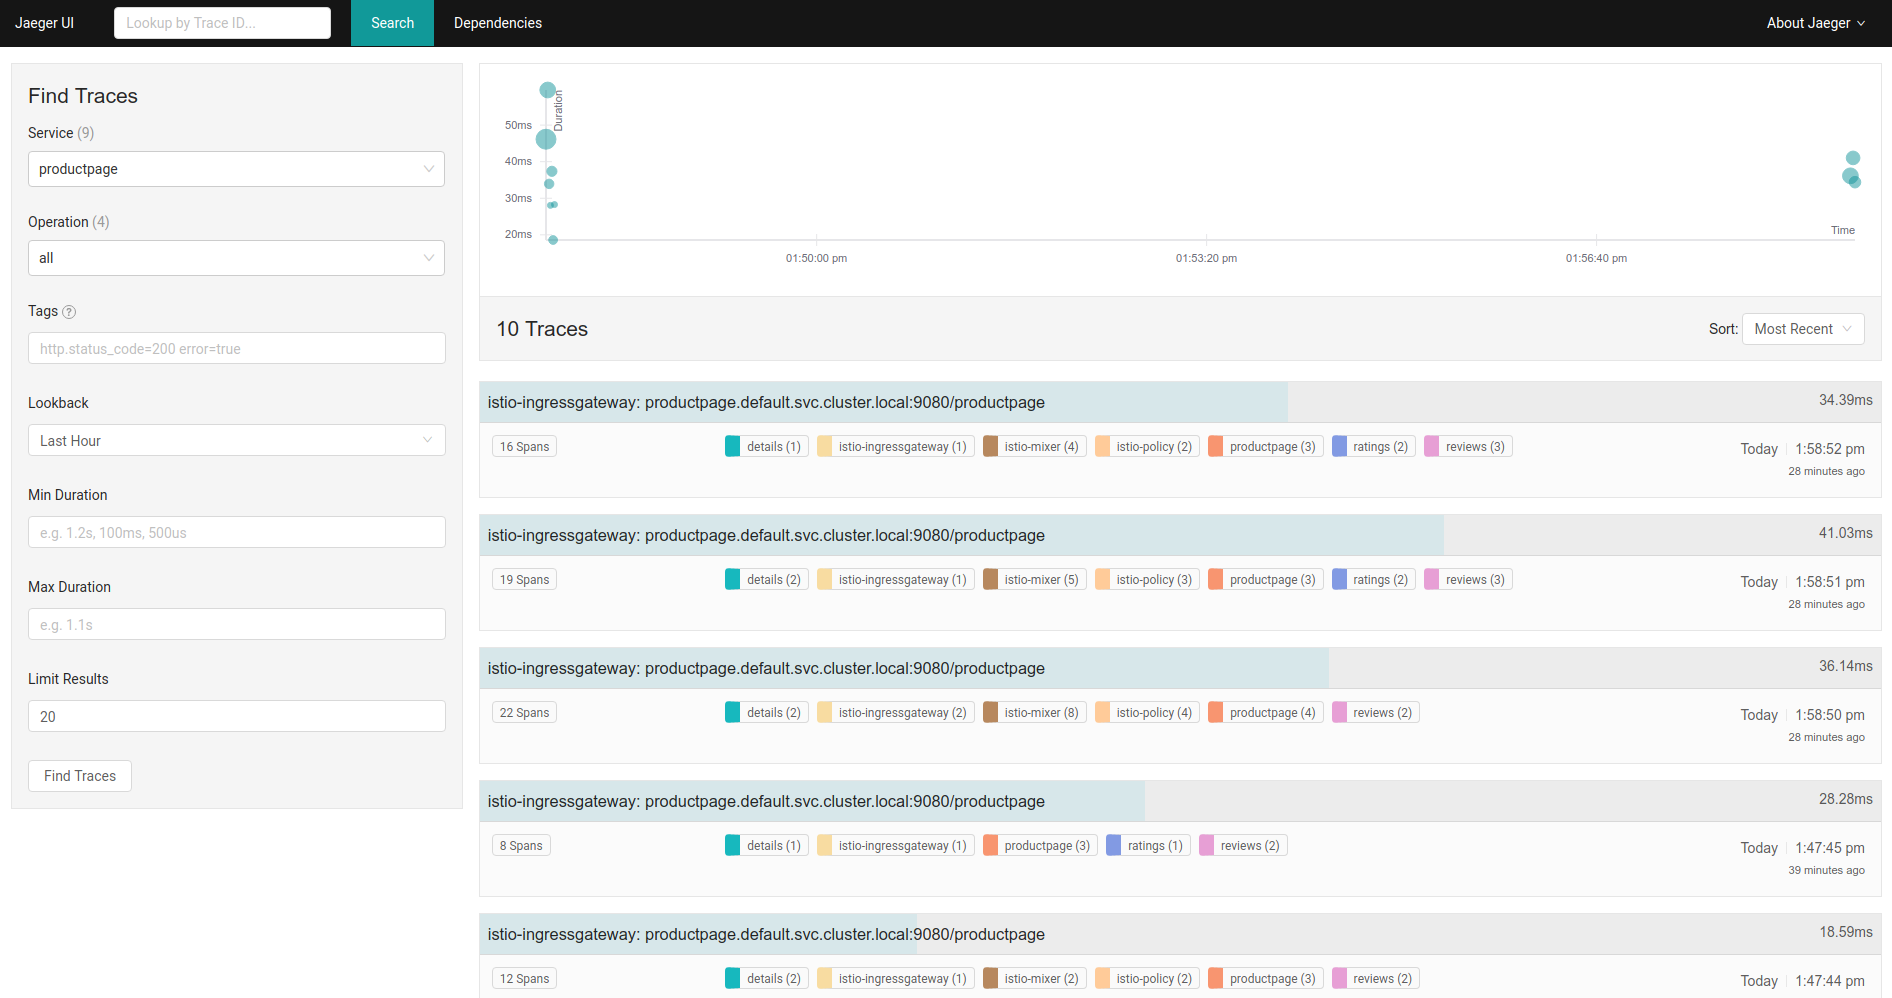 Jaeger UI
Lookup by Trace ID...
Search
Dependencies
About Jaeger
Find Traces
Service (9)
productpage
Operation (4)
all
Tags ?
http.status_code=200 error=true
Lookback
Last Hour
Min Duration
e.g. 1.2s, 100ms, 500us
Max Duration
e.g. 1.1s
Limit Results
20
Find Traces
Duration
50ms
40ms
30ms
20ms
Time
01:50:00 pm
01:53:20 pm
01:56:40 pm
10 Traces
Sort: Most Recent
istio-ingressgateway: productpage.default.svc.cluster.local:9080/productpage 34.39ms
16 Spans details (1) istio-ingressgateway (1) istio-mixer (4) istio-policy (2) productpage (3) ratings (2) reviews (3) Today 1:58:52 pm
28 minutes ago
istio-ingressgateway: productpage.default.svc.cluster.local:9080/productpage 41.03ms
19 Spans details (2) istio-ingressgateway (1) istio-mixer (5) istio-policy (3) productpage (3) ratings (2) reviews (3) Today 1:58:51 pm
28 minutes ago
istio-ingressgateway: productpage.default.svc.cluster.local:9080/productpage 36.14ms
22 Spans details (2) istio-ingressgateway (2) istio-mixer (8) istio-policy (4) productpage (4) reviews (2) Today 1:58:50 pm
28 minutes ago
istio-ingressgateway: productpage.default.svc.cluster.local:9080/productpage 28.28ms
8 Spans details (1) istio-ingressgateway (1) productpage (3) ratings (1) reviews (2) Today 1:47:45 pm
39 minutes ago
istio-ingressgateway: productpage.default.svc.cluster.local:9080/productpage 18.59ms
12 Spans details (2) istio-ingressgateway (1) istio-mixer (2) istio-policy (2) productpage (3) reviews (2) Today 1:47:44 pm